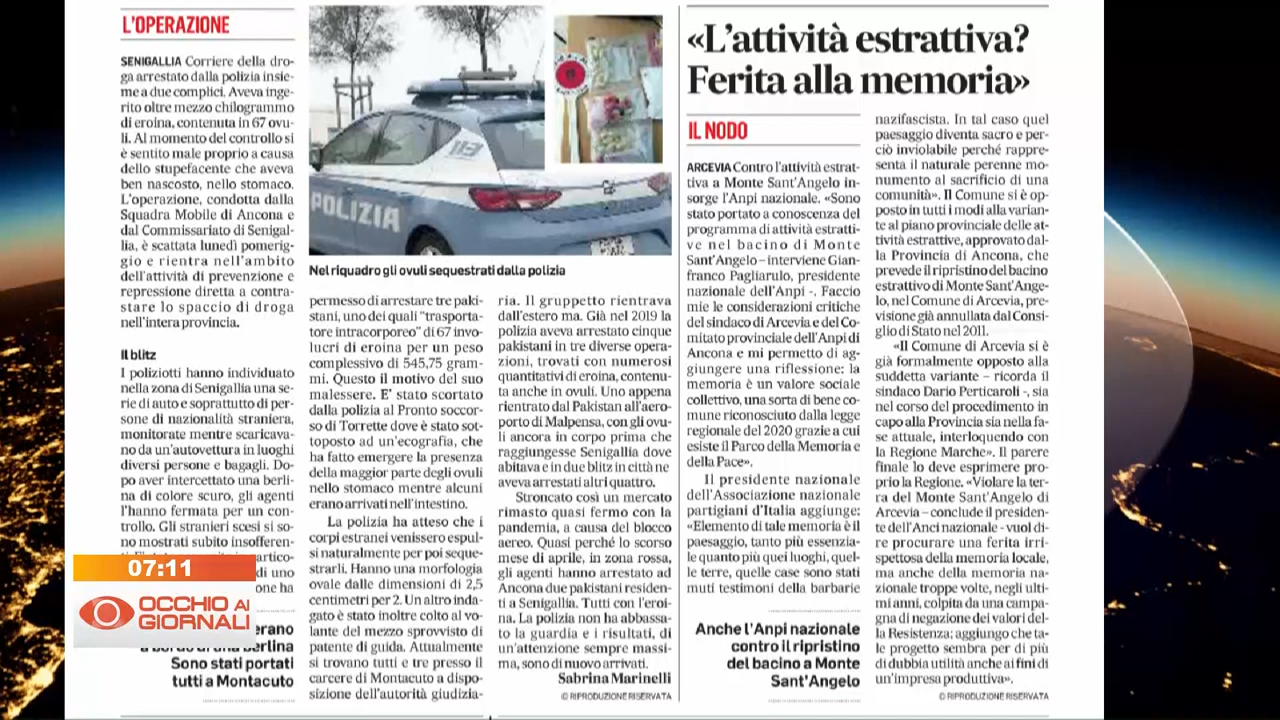 L'OPERAZIONE
SENIGALLIA Corriere della dro-
ga arrestato dalla polizia insie-
me a due complici. Aveva inge-
rito oltre mezzo chilogrammo
di eroina, contenuta in 67 ovu-
li. Al momento del controllo si
è sentito male proprio a causa
dello stupefacente che aveva
ben nascosto, nello stomaco.
L'operazione, condotta dalla
Squadra Mobile di Ancona e
dal Commissariato di Senigal-
lia, è scattata lunedì pomerig-
gio e rientra nell'ambito
dell'attività di prevenzione e
repressione diretta a contra-
stare lo spaccio di droga
nell'intera provincia.
Il blitz
I poliziotti hanno individuato
nella zona di Senigallia una se-
rie di auto e soprattutto di per-
sone di nazionalità straniera,
monitorate mentre scaricava-
no da un'autovettura in luoghi
diversi persone e bagagli. Do-
po aver intercettato una berli-
na di colore scuro, gli agenti
l'hanno fermata per un con-
trollo. Gli stranieri scesi si so-
no mostrati subito insofferen-
artico-
di uno
one ha
erano
a bordo di una berlina
Sono stati portati
tutti a Montacuto
07:11
OCCHIO AI
GIORNALI
113
POLIZIA
Nel riquadro gli ovuli sequestrati dalla polizia
permesso di arrestare tre paki-
stani, uno dei quali "trasporta-
tore intracorporeo" di 67 invo-
lucri di eroina per un peso
complessivo di 545,75 gram-
mi. Questo il motivo del suo
malessere. E' stato scortato
dalla polizia al Pronto soccor-
so di Torrette dove è stato sot-
toposto ad un'ecografia, che
ha fatto emergere la presenza
della maggior parte degli ovuli
nello stomaco mentre alcuni
erano arrivati nell'intestino.
La polizia ha atteso che i
corpi estranei venissero espul-
si naturalmente per poi seque-
strarli. Hanno una morfologia
ovale dalle dimensioni di 2,5
centimetri per 2. Un altro inda-
gato è stato inoltre colto al vo-
lante del mezzo sprovvisto di
patente di guida. Attualmente
si trovano tutti e tre presso il
carcere di Montacuto a dispo-
sizione dell'autorità giudizia-
ria. Il gruppetto rientrava
dall'estero ma. Già nel 2019 la
polizia aveva arrestato cinque
pakistani in tre diverse opera-
zioni, trovati con numerosi
quantitativi di eroina, contenu-
ta anche in ovuli. Uno appena
rientrato dal Pakistan all'aero-
porto di Malpensa, con gli ovu-
li ancora in corpo prima che
raggiungesse Senigallia dove
abitava e in due blitz in città ne
aveva arrestati altri quattro.
Stroncato così un mercato
rimasto quasi fermo con la
pandemia, a causa del blocco
aereo. Quasi perché lo scorso
mese di aprile, in zona rossa,
gli agenti hanno arrestato ad
Ancona due pakistani residen-
ti a Senigallia. Tutti con l'eroi-
na. La polizia non ha abbassa-
to la guardia e i risultati, di
un'attenzione sempre massi-
ma, sono di nuovo arrivati.
Sabrina Marinelli
© RIPRODUZIONE RISERVATA
«L'attività estrattiva?
Ferita alla memoria»
IL NODO
ARCEVIA Contro l'attività estrat-
tiva a Monte Sant'Angelo in-
sorge l'Anpi nazionale. «Sono
stato portato a conoscenza del
programma di attività estratti-
ve nel bacino di Monte
Sant'Angelo – interviene Gian-
franco Pagliarulo, presidente
nazionale dell'Anpi -. Faccio
mie le considerazioni critiche
del sindaco di Arcevia e del Co-
mitato provinciale dell'Anpi di
Ancona e mi permetto di ag-
giungere una riflessione: la
memoria è un valore sociale
collettivo, una sorta di bene co-
mune riconosciuto dalla legge
regionale del 2020 grazie a cui
esiste il Parco della Memoria e
della Pace».
Il presidente nazionale
dell'Associazione nazionale
partigiani d'Italia aggiunge:
«Elemento di tale memoria è il
paesaggio, tanto più essenzia-
le quanto più quei luoghi, quel-
le terre, quelle case sono stati
muti testimoni della barbarie
Anche l'Anpi nazionale
contro il ripristino
del bacino a Monte
Sant'Angelo
nazifascista. In tal caso quel
paesaggio diventa sacro e per-
ciò inviolabile perché rappre-
senta il naturale perenne mo-
numento al sacrificio di una
comunità». Il Comune si è op-
posto in tutti i modi alla varian-
te al piano provinciale delle at-
tività estrattive, approvato dal-
la Provincia di Ancona, che
prevede il ripristino del bacino
estrattivo di Monte Sant'Ange-
lo, nel Comune di Arcevia, pre-
visione già annullata dal Consi-
glio di Stato nel 2011.
«Il Comune di Arcevia si è
già formalmente opposto alla
suddetta variante – ricorda il
sindaco Dario Perticaroli -, sia
nel corso del procedimento in
capo alla Provincia sia nella fa-
se attuale, interloquendo con
la Regione Marche». Il parere
finale lo deve esprimere pro-
prio la Regione. «Violare la ter-
ra del Monte Sant'Angelo di
Arcevia – conclude il presiden-
te dell'Anci nazionale - vuol di-
re procurare una ferita irri-
spettosa della memoria locale,
ma anche della memoria na-
zionale troppe volte, negli ulti-
mi anni, colpita da una campa-
gna di negazione dei valori del-
la Resistenza; aggiungo che ta-
le progetto sembra per di più
di dubbia utilità anche ai fini di
un'impresa produttiva».
© RIPRODUZIONE RISERVATA